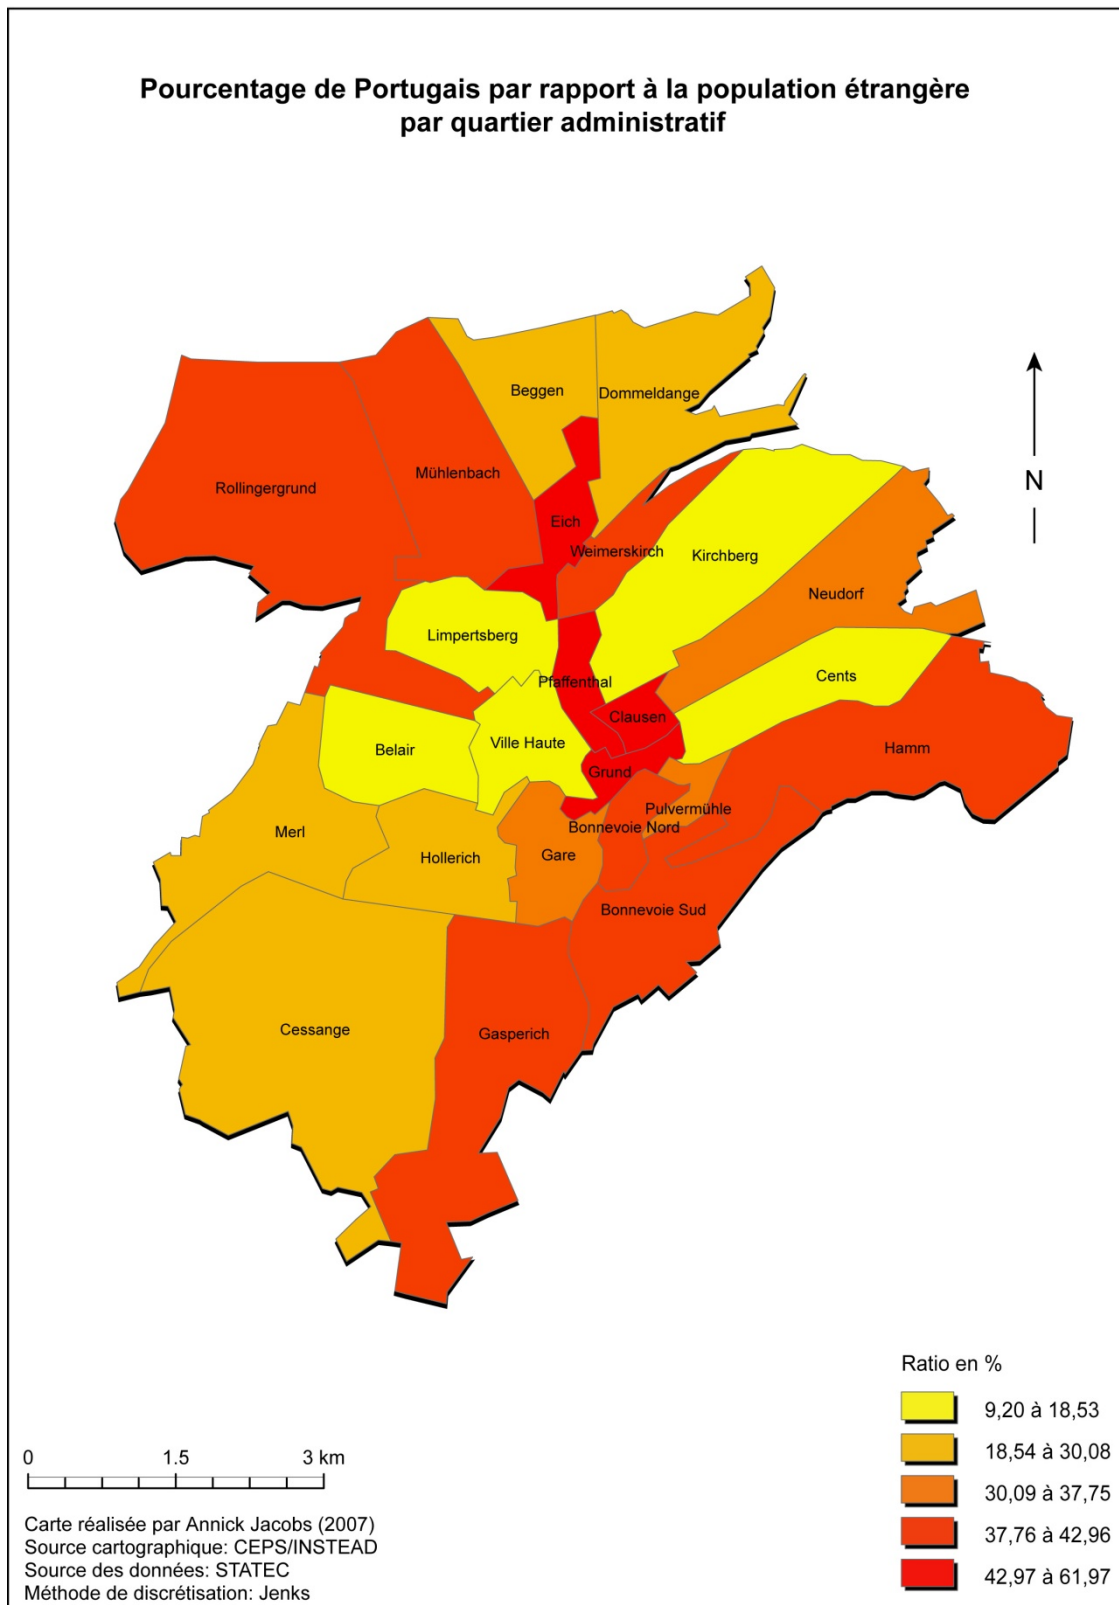 Pourcentage de Portugais par rapport à la population étrangère
par quartier administratif
Beggen
Dommeldange
Rollingergrund
Mühlenbach
N
Eich
Weimerskirch
Kirchberg
Neudorf
Limpertsberg
Cents
Pfaffenthal
Clausen
Belair
Ville Haute
Hamm
Grund
Pulvermühle
Bonnevoie Nord
Merl
Hollerich
Gare
Bonnevoie Sud
Cessange
Gasperich
Ratio en %
9,20 à 18,53
18,54 à 30,08
30,09 à 37,75
37,76 à 42,96
42,97 à 61,97
0 1.5 3 km
Carte réalisée par Annick Jacobs (2007)
Source cartographique: CEPS/INSTEAD
Source des données: STATEC
Méthode de discrétisation: Jenks